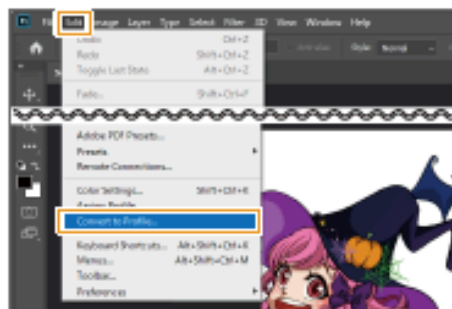 Edit Image Layer Type Select Filter 3D View Window Help
Undo Ctrl+Z
Redo Shift+Ctrl+Z
Toggle Last State Alt+Ctrl+Z
Style: Normal
Fade... Shift+Ctrl+F
Adobe PDF Presets...
Presets
Remote Connections...
Color Settings... Shift+Ctrl+K
Assign Profile...
Convert to Profile...
Keyboard Shortcuts... Alt+Shift+Ctrl+K
Menus... Alt+Shift+Ctrl+M
Toolbar...
Preferences